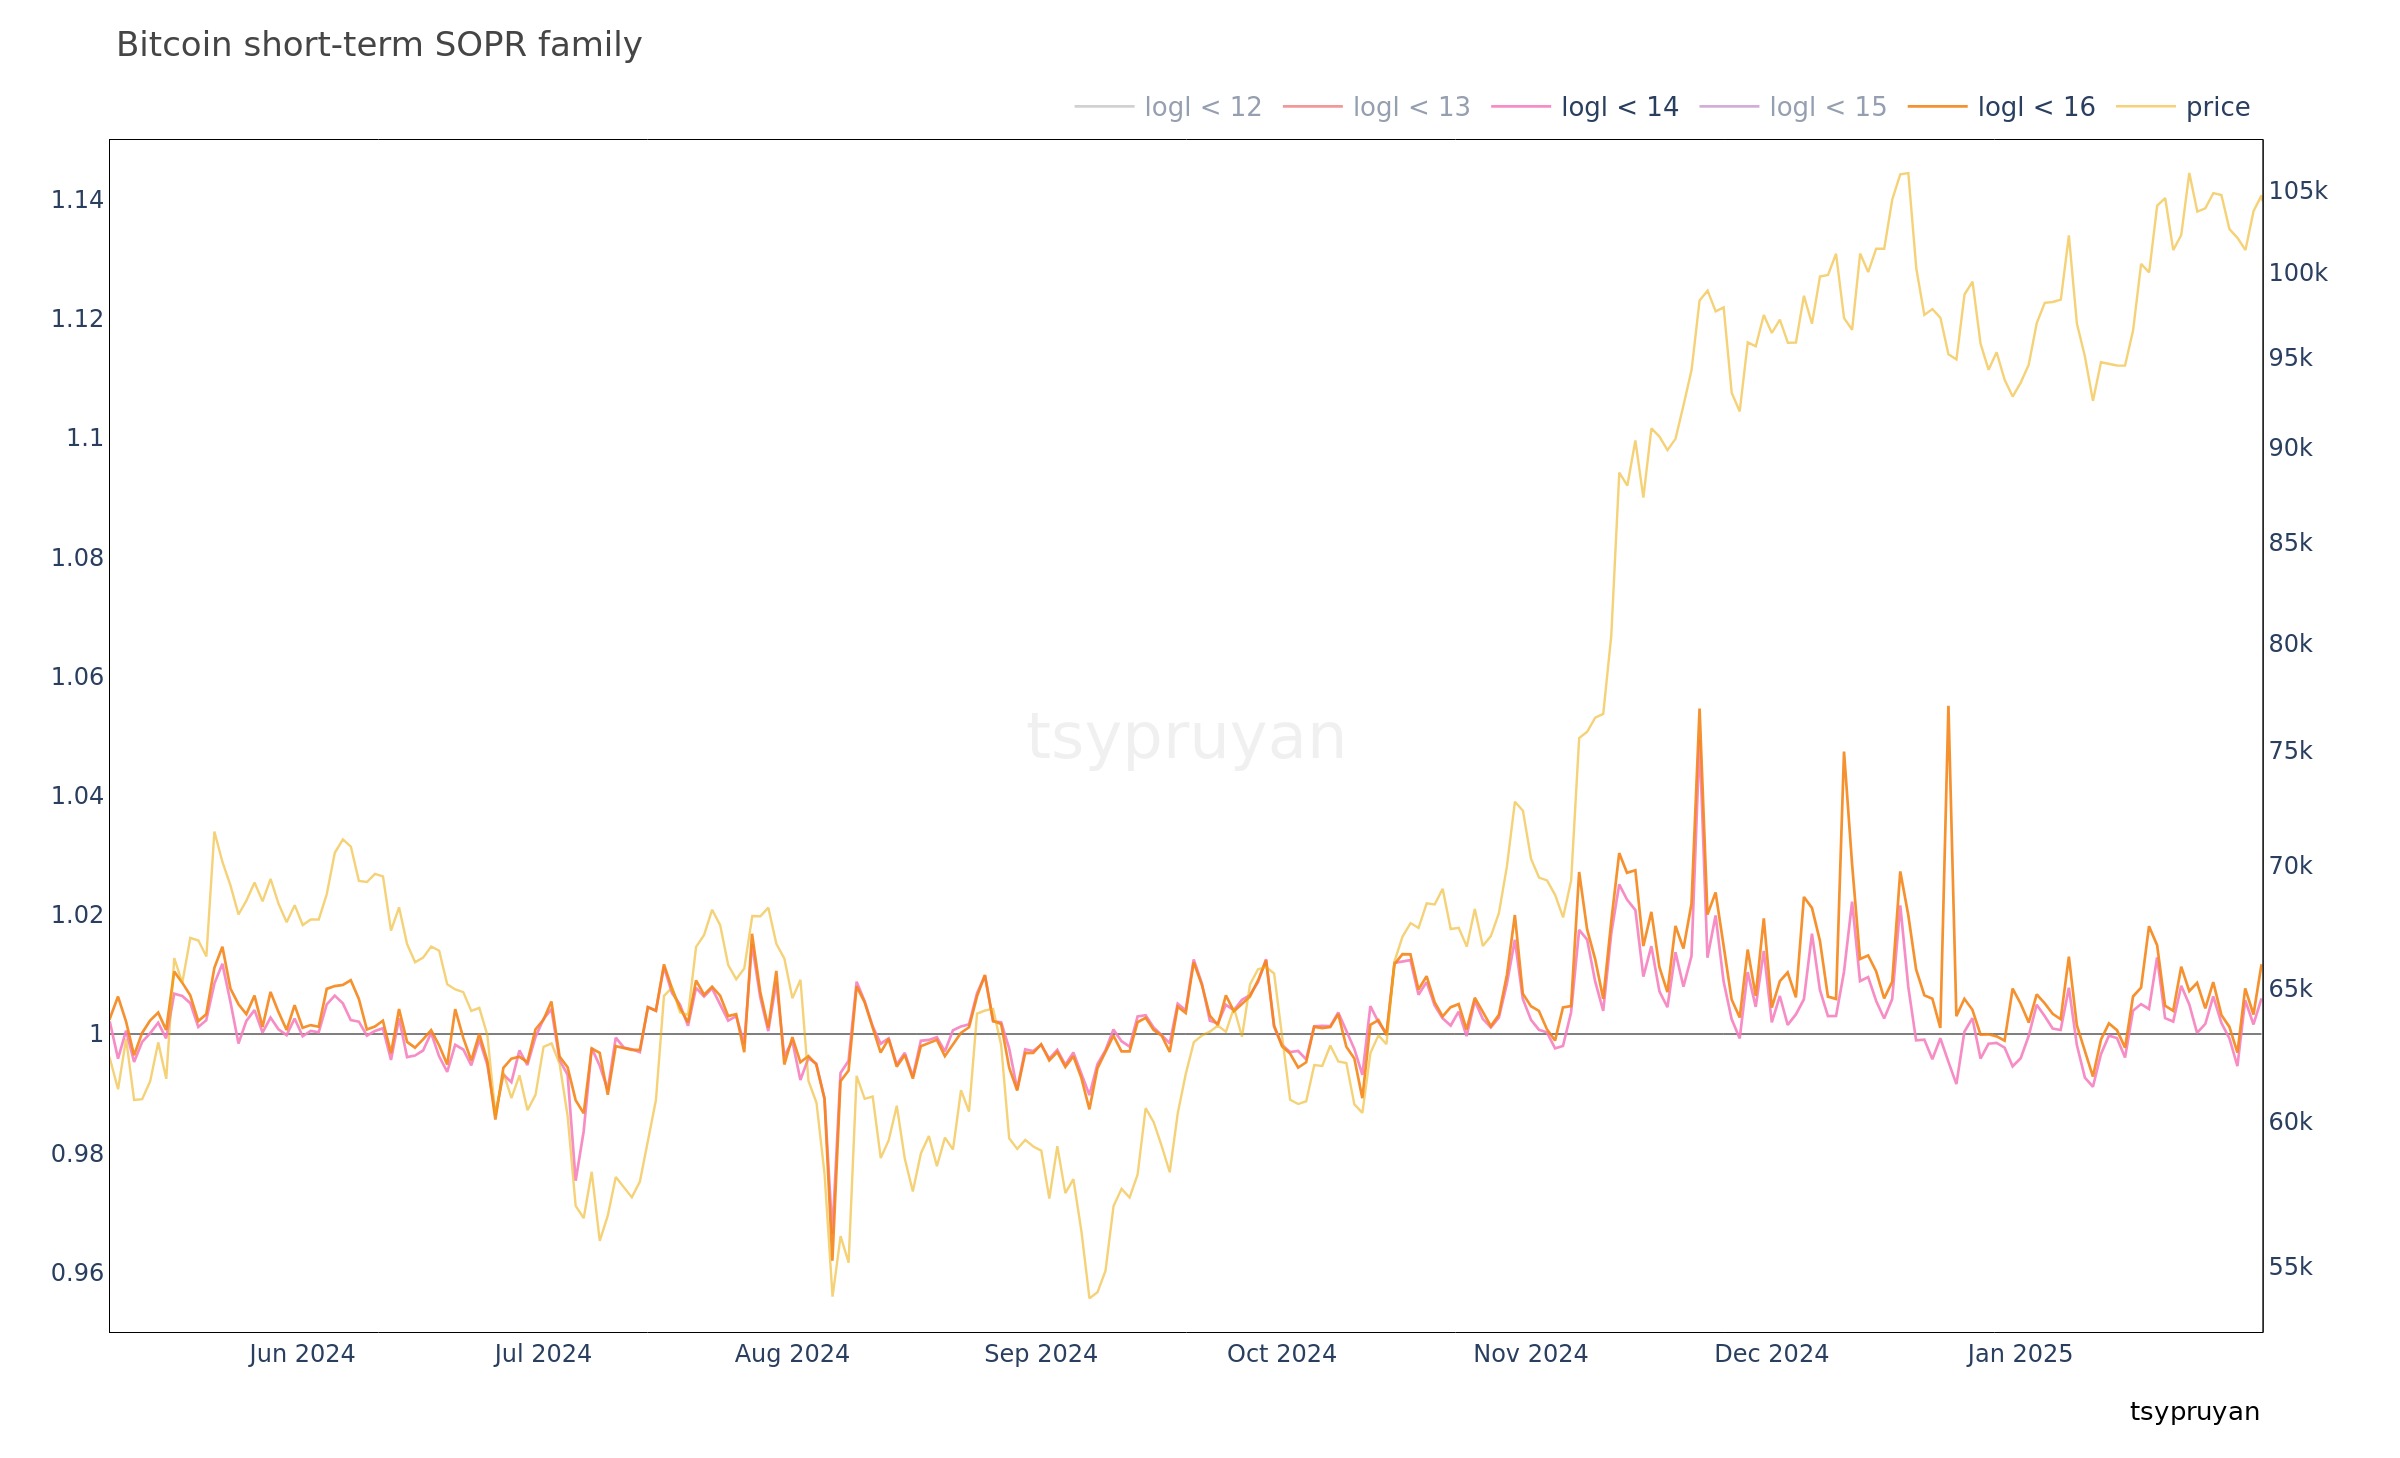 Bitcoin short-term SOPR family
logl < 12 logl < 13 logl < 14 logl < 15 logl < 16 price
1.14
1.12
1.1
1.08
1.06
1.04
1.02
1
0.98
0.96
105k
100k
95k
90k
85k
80k
75k
70k
65k
60k
55k
tsypruyan
Jun 2024 Jul 2024 Aug 2024 Sep 2024 Oct 2024 Nov 2024 Dec 2024 Jan 2025
tsypruyan